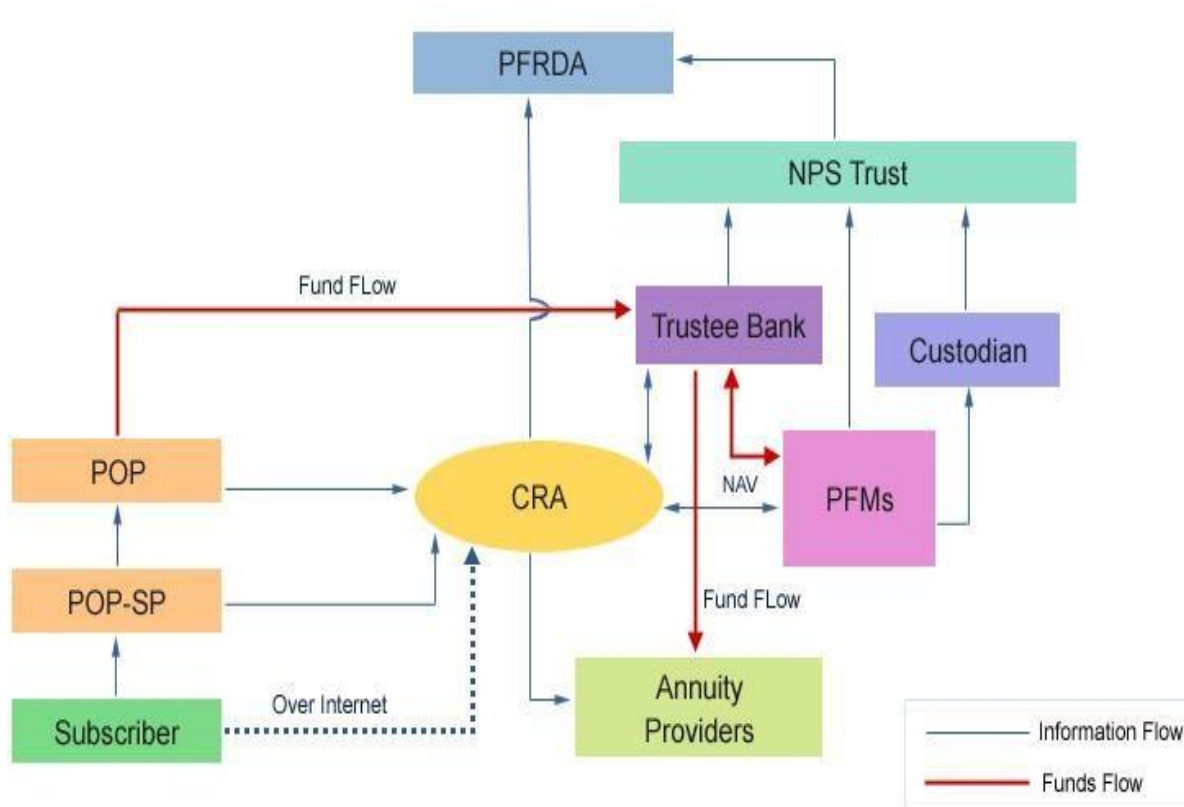 PFRDA
NPS Trust
Fund FLow
Trustee Bank
Custodian
POP
CRA
NAV
PFMs
POP-SP
Fund FLow
Annuity
Providers
Over Internet
Subscriber
Information Flow
Funds Flow